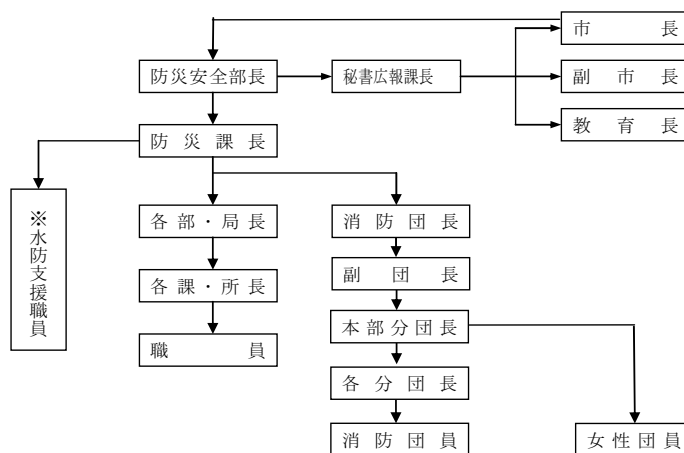 市長
防災安全部長
秘書広報課長
副市長
教育長
防災課長
※水防支援職員
各部・局長
消防団長
副団長
各課・所長
本部分団長
職員
各分団長
消防団員
女性団員